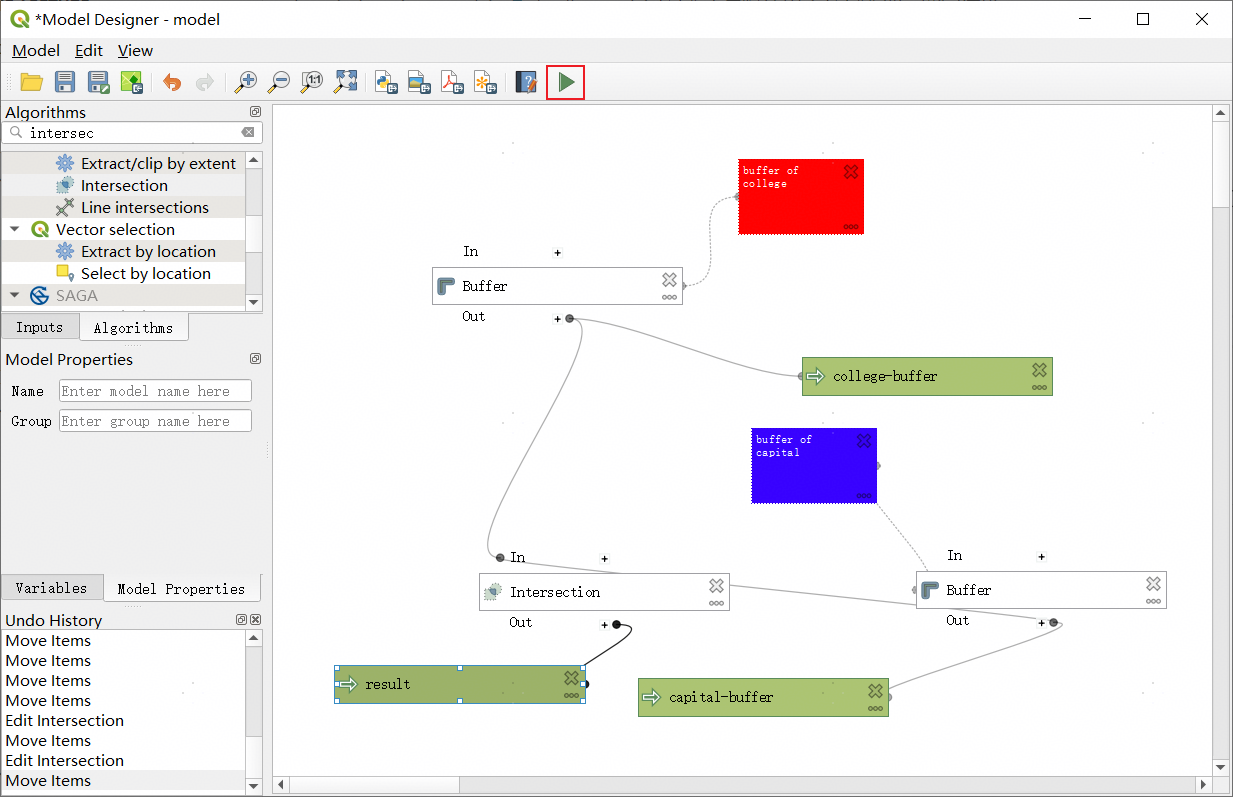 *Model Designer - model
Model Edit View
1:1
Algorithms
intersec
Extract/clip by extent
Intersection
Line intersections
Vector selection
Extract by location
Select by location
SAGA
Inputs Algorithms
Model Properties
Name Enter model name here
Group Enter group name here
Variables Model Properties
Undo History
Move Items
Move Items
Move Items
Move Items
Edit Intersection
Move Items
Edit Intersection
Move Items
buffer of
college
In +
Buffer
Out +
college-buffer
buffer of
capital
In +
Intersection
Out +
In +
Buffer
Out +
result
capital-buffer